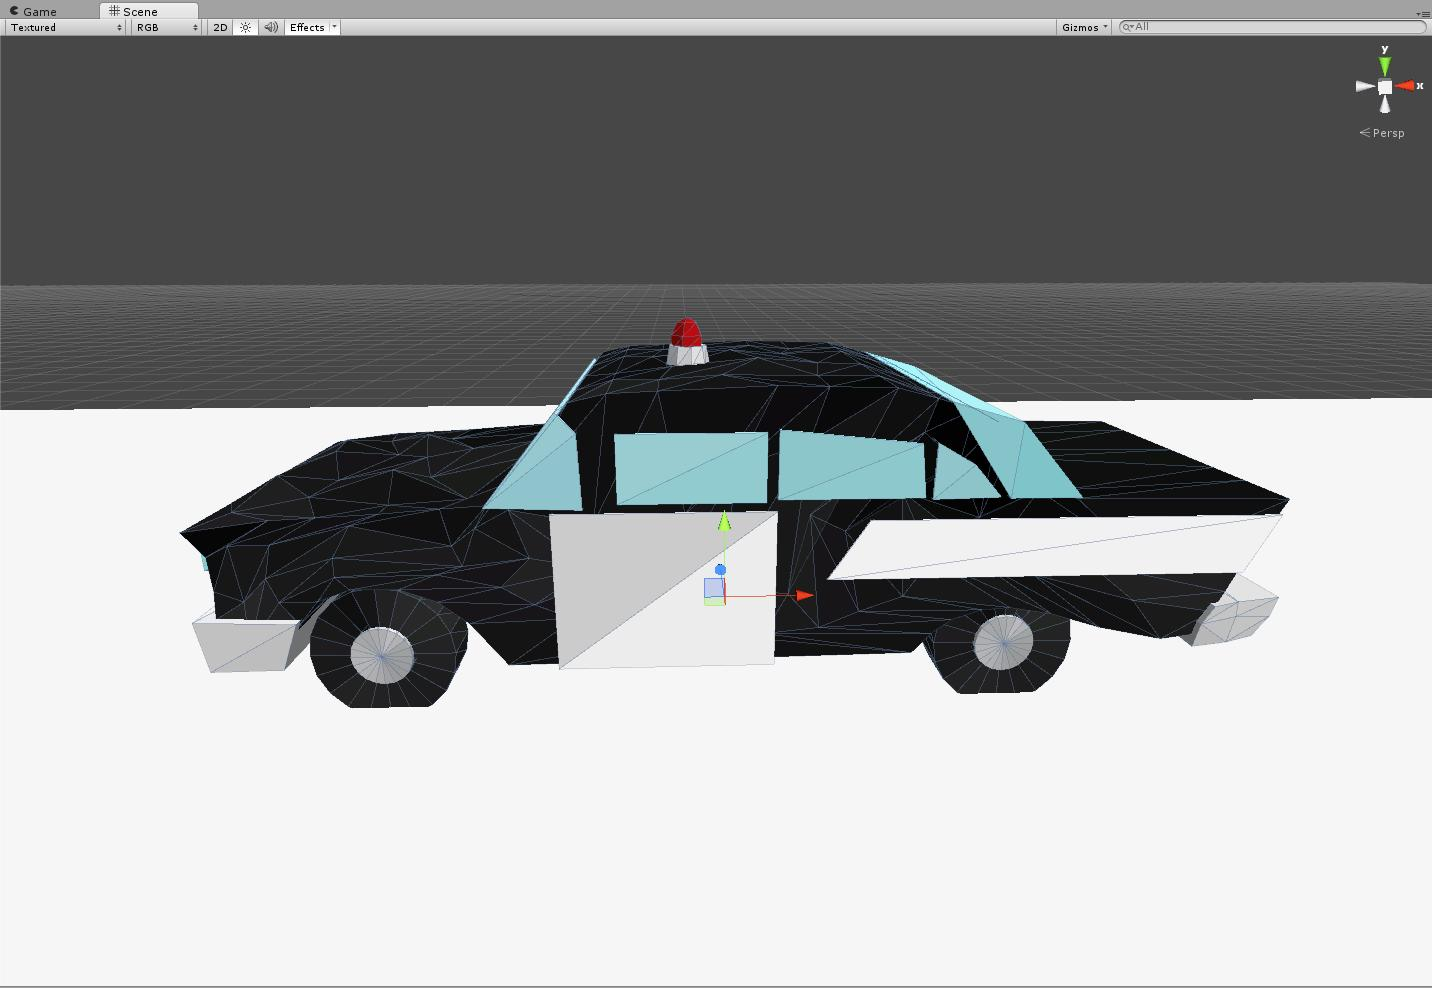 Game Scene
Textured RGB 2D Effects Gizmos All
y
x
Persp